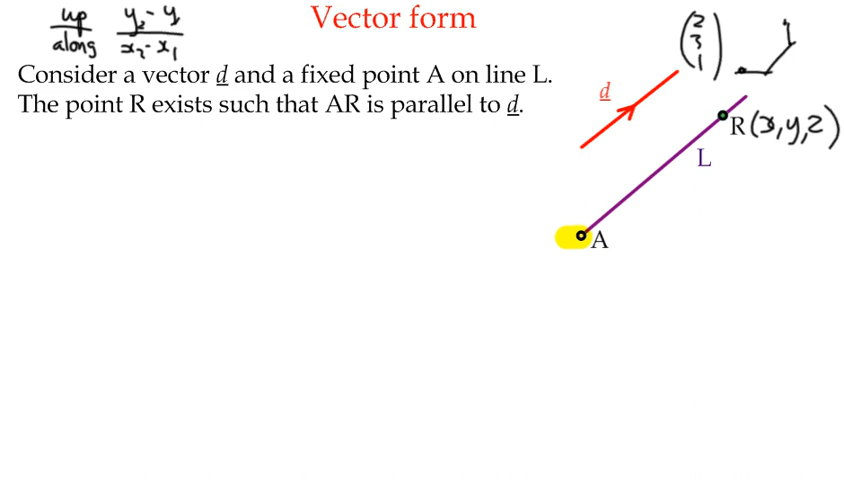 Vector form
up
along
y₂ - y₁
x₂ - x₁
Consider a vector d and a fixed point A on line L.
The point R exists such that AR is parallel to d.
d
2
3
1
R (x, y, z)
L
A